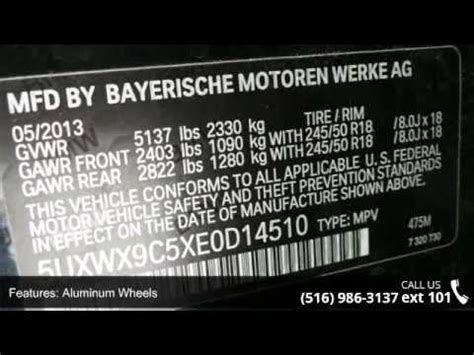 MFD BY BAYERISCHE MOTOREN WERKE AG
05/2013
GVWR 5137 lbs 2330 kg TIRE / RIM
GAWR FRONT 2403 lbs 1090 kg WITH 245/50 R18 / 8.0J x 18
GAWR REAR 2822 lbs 1280 kg WITH 245/50 R18 / 8.0J x 18
THIS VEHICLE CONFORMS TO ALL APPLICABLE U.S. FEDERAL
MOTOR VEHICLE SAFETY AND THEFT PREVENTION STANDARDS
IN EFFECT ON THE DATE OF MANUFACTURE SHOWN ABOVE.
5UXWX9C5XE0D14510 TYPE: MPV 475M
7 320 730
Features: Aluminum Wheels
CALL US
(516) 986-3137 ext 101